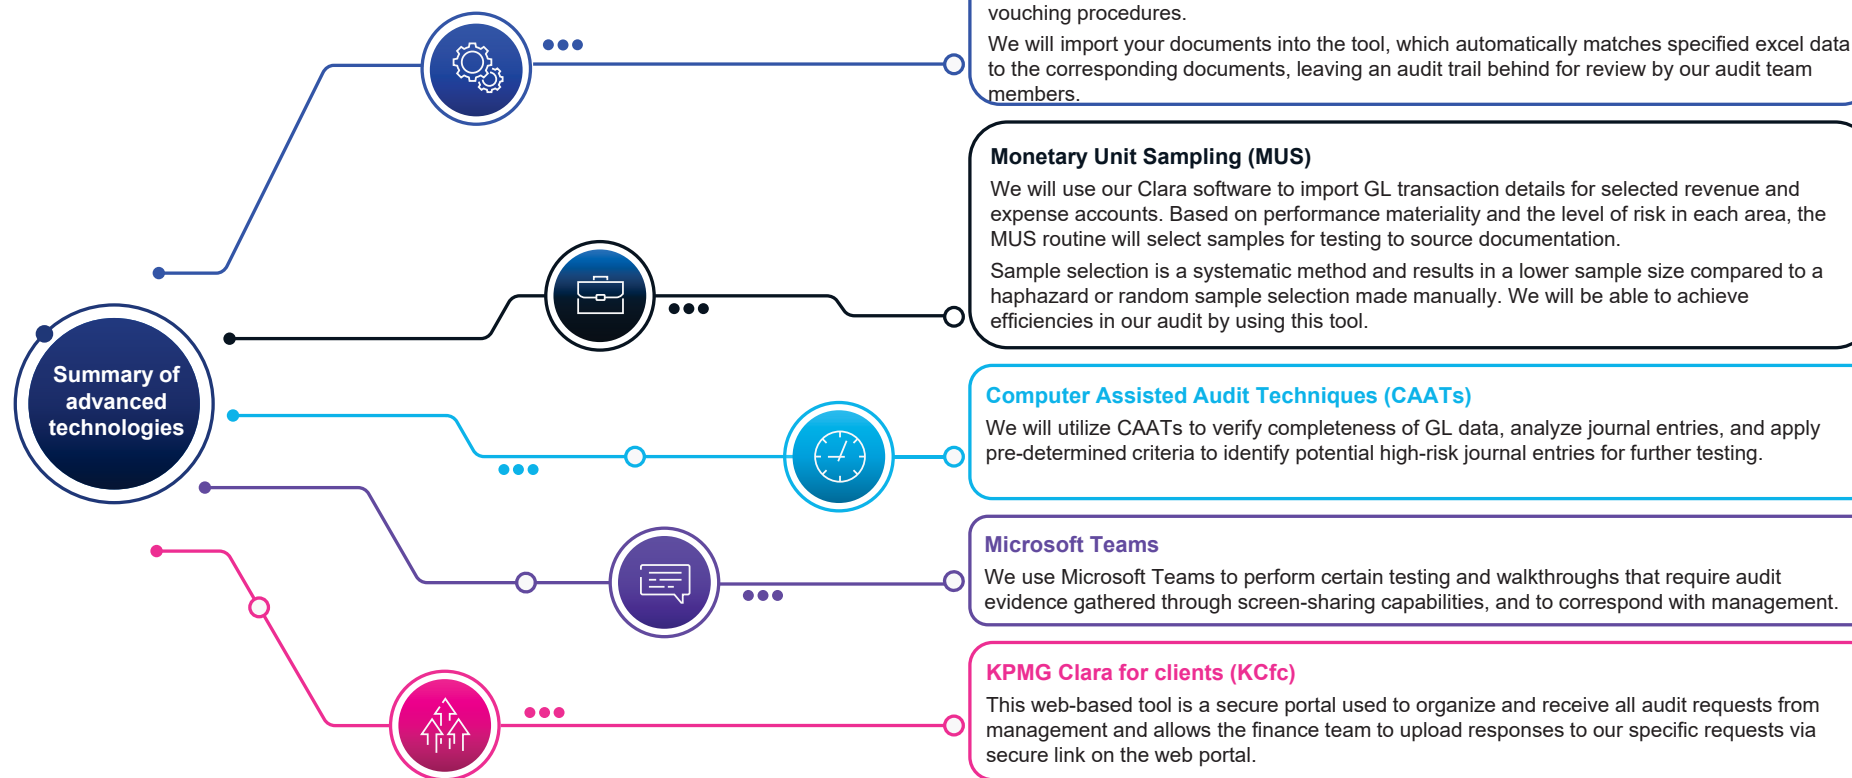 vouching procedures.
We will import your documents into the tool, which automatically matches specified excel data
to the corresponding documents, leaving an audit trail behind for review by our audit team
members.
Monetary Unit Sampling (MUS)
We will use our Clara software to import GL transaction details for selected revenue and
expense accounts. Based on performance materiality and the level of risk in each area, the
MUS routine will select samples for testing to source documentation.
Sample selection is a systematic method and results in a lower sample size compared to a
haphazard or random sample selection made manually. We will be able to achieve
efficiencies in our audit by using this tool.
Summary of
advanced
technologies
Computer Assisted Audit Techniques (CAATs)
We will utilize CAATs to verify completeness of GL data, analyze journal entries, and apply
pre-determined criteria to identify potential high-risk journal entries for further testing.
Microsoft Teams
We use Microsoft Teams to perform certain testing and walkthroughs that require audit
evidence gathered through screen-sharing capabilities, and to correspond with management.
KPMG Clara for clients (KCfc)
This web-based tool is a secure portal used to organize and receive all audit requests from
management and allows the finance team to upload responses to our specific requests via
secure link on the web portal.